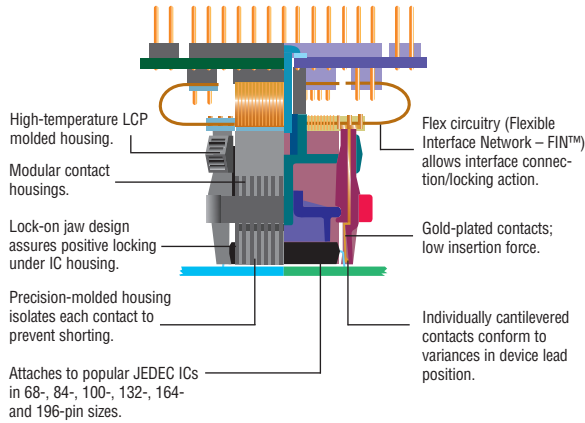 High-temperature LCP
molded housing.
Modular contact
housings.
Lock-on jaw design
assures positive locking
under IC housing.
Precision-molded housing
isolates each contact to
prevent shorting.
Attaches to popular JEDEC ICs
in 68-, 84-, 100-, 132-, 164-
and 196-pin sizes.
Flex circuitry (Flexible
Interface Network – FIN™)
allows interface connec-
tion/locking action.
Gold-plated contacts;
low insertion force.
Individually cantilevered
contacts conform to
variances in device lead
position.